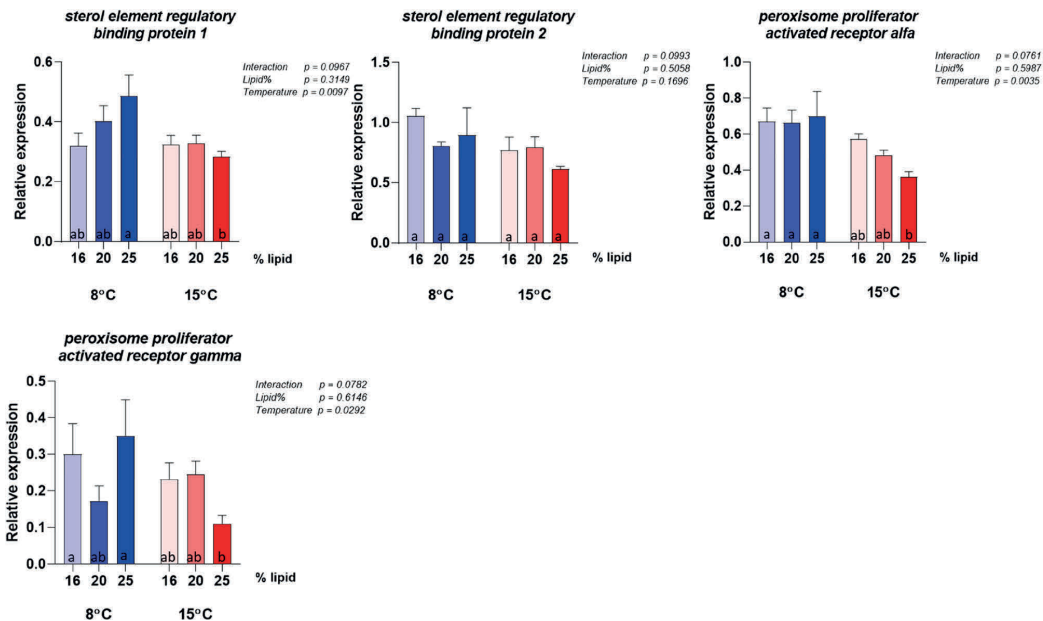 sterol element regulatory
binding protein 1
Interaction p = 0.0967
Lipid% p = 0.3149
Temperature p = 0.0097
Relative expression
0.6
0.4
0.2
0.0
ab ab a ab ab b
16 20 25 16 20 25 % lipid
8°C 15°C
sterol element regulatory
binding protein 2
Interaction p = 0.0993
Lipid% p = 0.5058
Temperature p = 0.1696
Relative expression
1.5
1.0
0.5
0.0
a a a a a a
16 20 25 16 20 25 % lipid
8°C 15°C
peroxisome proliferator
activated receptor alfa
Interaction p = 0.0761
Lipid% p = 0.5987
Temperature p = 0.0035
Relative expression
1.0
0.8
0.6
0.4
0.2
0.0
a a a ab ab b
16 20 25 16 20 25 % lipid
8°C 15°C
peroxisome proliferator
activated receptor gamma
Interaction p = 0.0782
Lipid% p = 0.6146
Temperature p = 0.0292
Relative expression
0.5
0.4
0.3
0.2
0.1
0.0
a ab a ab ab b
16 20 25 16 20 25 % lipid
8°C 15°C